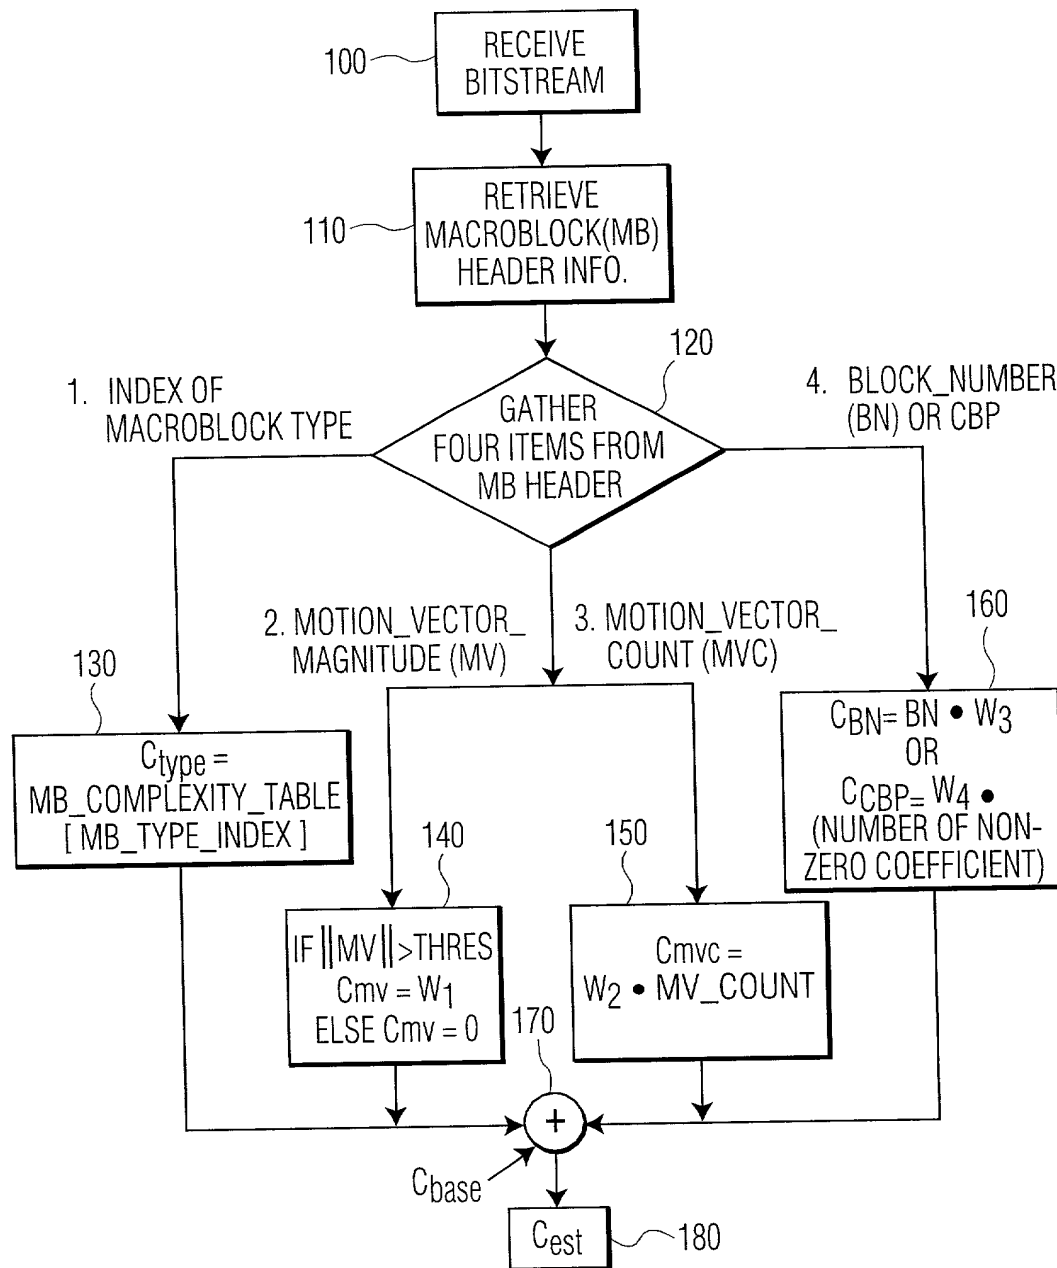 100
RECEIVE
BITSTREAM
110
RETRIEVE
MACROBLOCK(MB)
HEADER INFO.
120
1. INDEX OF
MACROBLOCK TYPE
GATHER
FOUR ITEMS FROM
MB HEADER
4. BLOCK_NUMBER
(BN) OR CBP
2. MOTION_VECTOR_
MAGNITUDE (MV)
3. MOTION_VECTOR_
COUNT (MVC)
130
Ctype =
MB_COMPLEXITY_TABLE
[ MB_TYPE_INDEX ]
140
IF ||MV||>THRES
Cmv = W1
ELSE Cmv = 0
150
Cmvc =
W2 • MV_COUNT
160
CBN= BN • W3
OR
CCBP= W4 •
(NUMBER OF NON-
ZERO COEFFICIENT)
170
+
Cbase
Cest
180